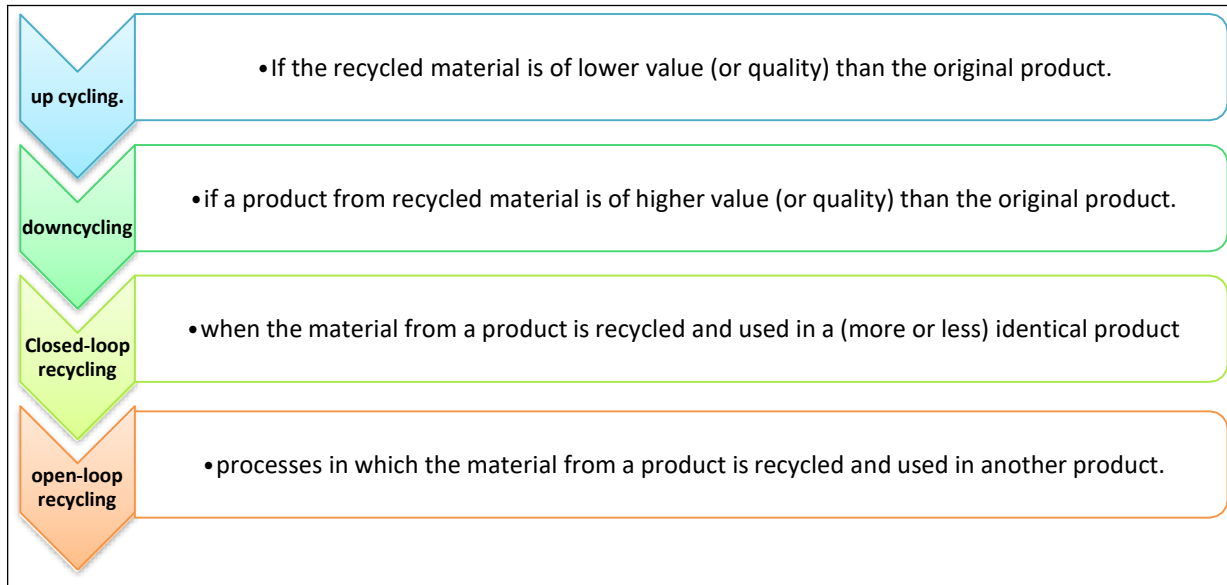 up cycling.
•If the recycled material is of lower value (or quality) than the original product.
downcycling
•if a product from recycled material is of higher value (or quality) than the original product.
Closed-loop
recycling
•when the material from a product is recycled and used in a (more or less) identical product
open-loop
recycling
•processes in which the material from a product is recycled and used in another product.